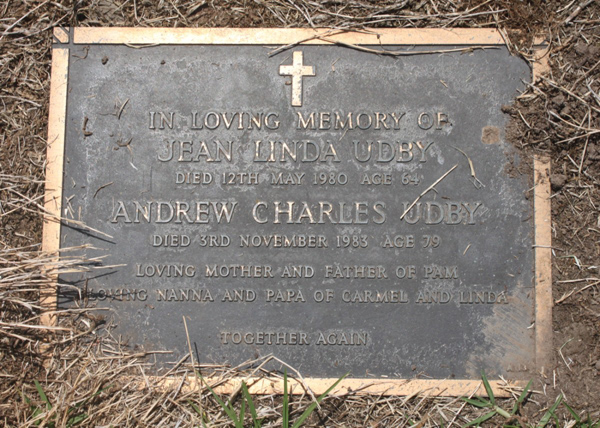 IN LOVING MEMORY OF
JEAN LINDA UDBY
DIED 12TH MAY 1980 AGE 64
ANDREW CHARLES UDBY
DIED 3RD NOVEMBER 1983 AGE 79
LOVING MOTHER AND FATHER OF PAM
LOVING NANNA AND PAPA OF CARMEL AND LINDA
TOGETHER AGAIN